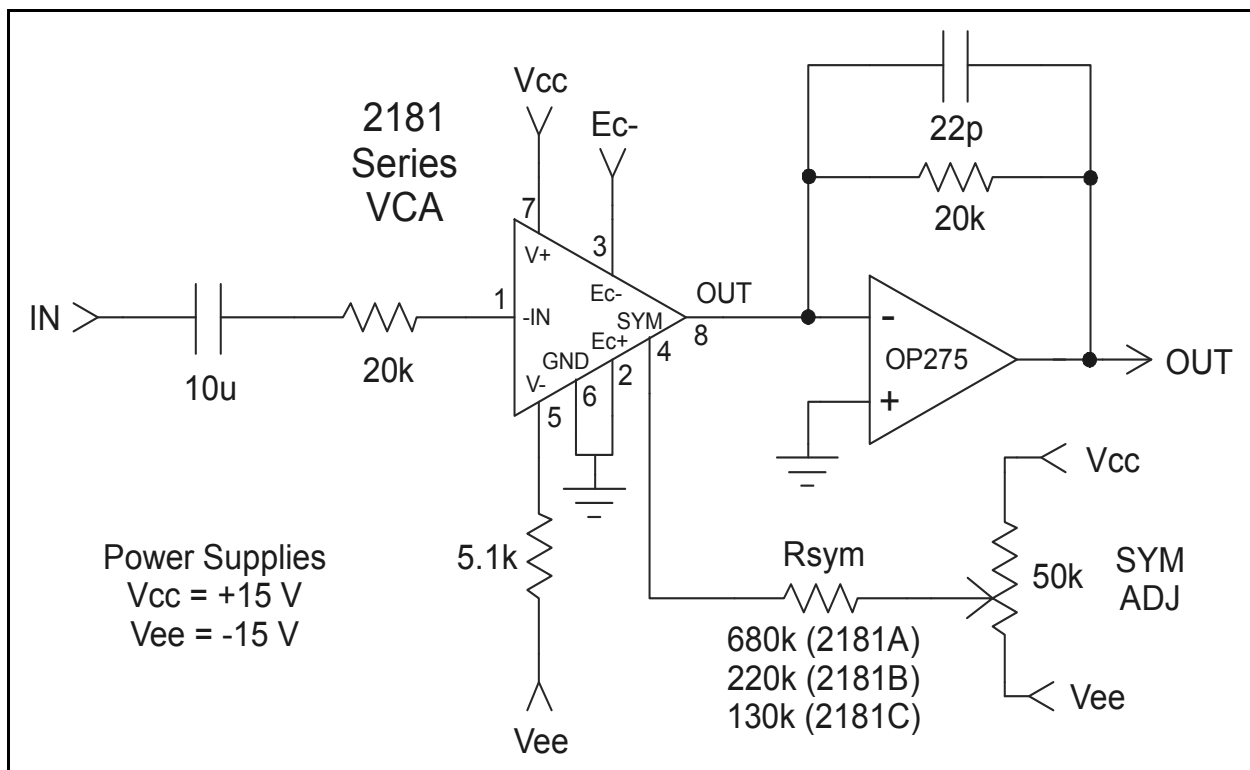 2181
Series
VCA
Vcc
Ec-
22p
20k
7
V+
3
Ec-
IN
10u
20k
1
-IN
SYM
4
OUT
8
Ec+
2
GND
6
V-
5
-
OP275
+
OUT
Vcc
50k
SYM
ADJ
Vee
5.1k
Vee
Rsym
680k (2181A)
220k (2181B)
130k (2181C)
Power Supplies
Vcc = +15 V
Vee = -15 V